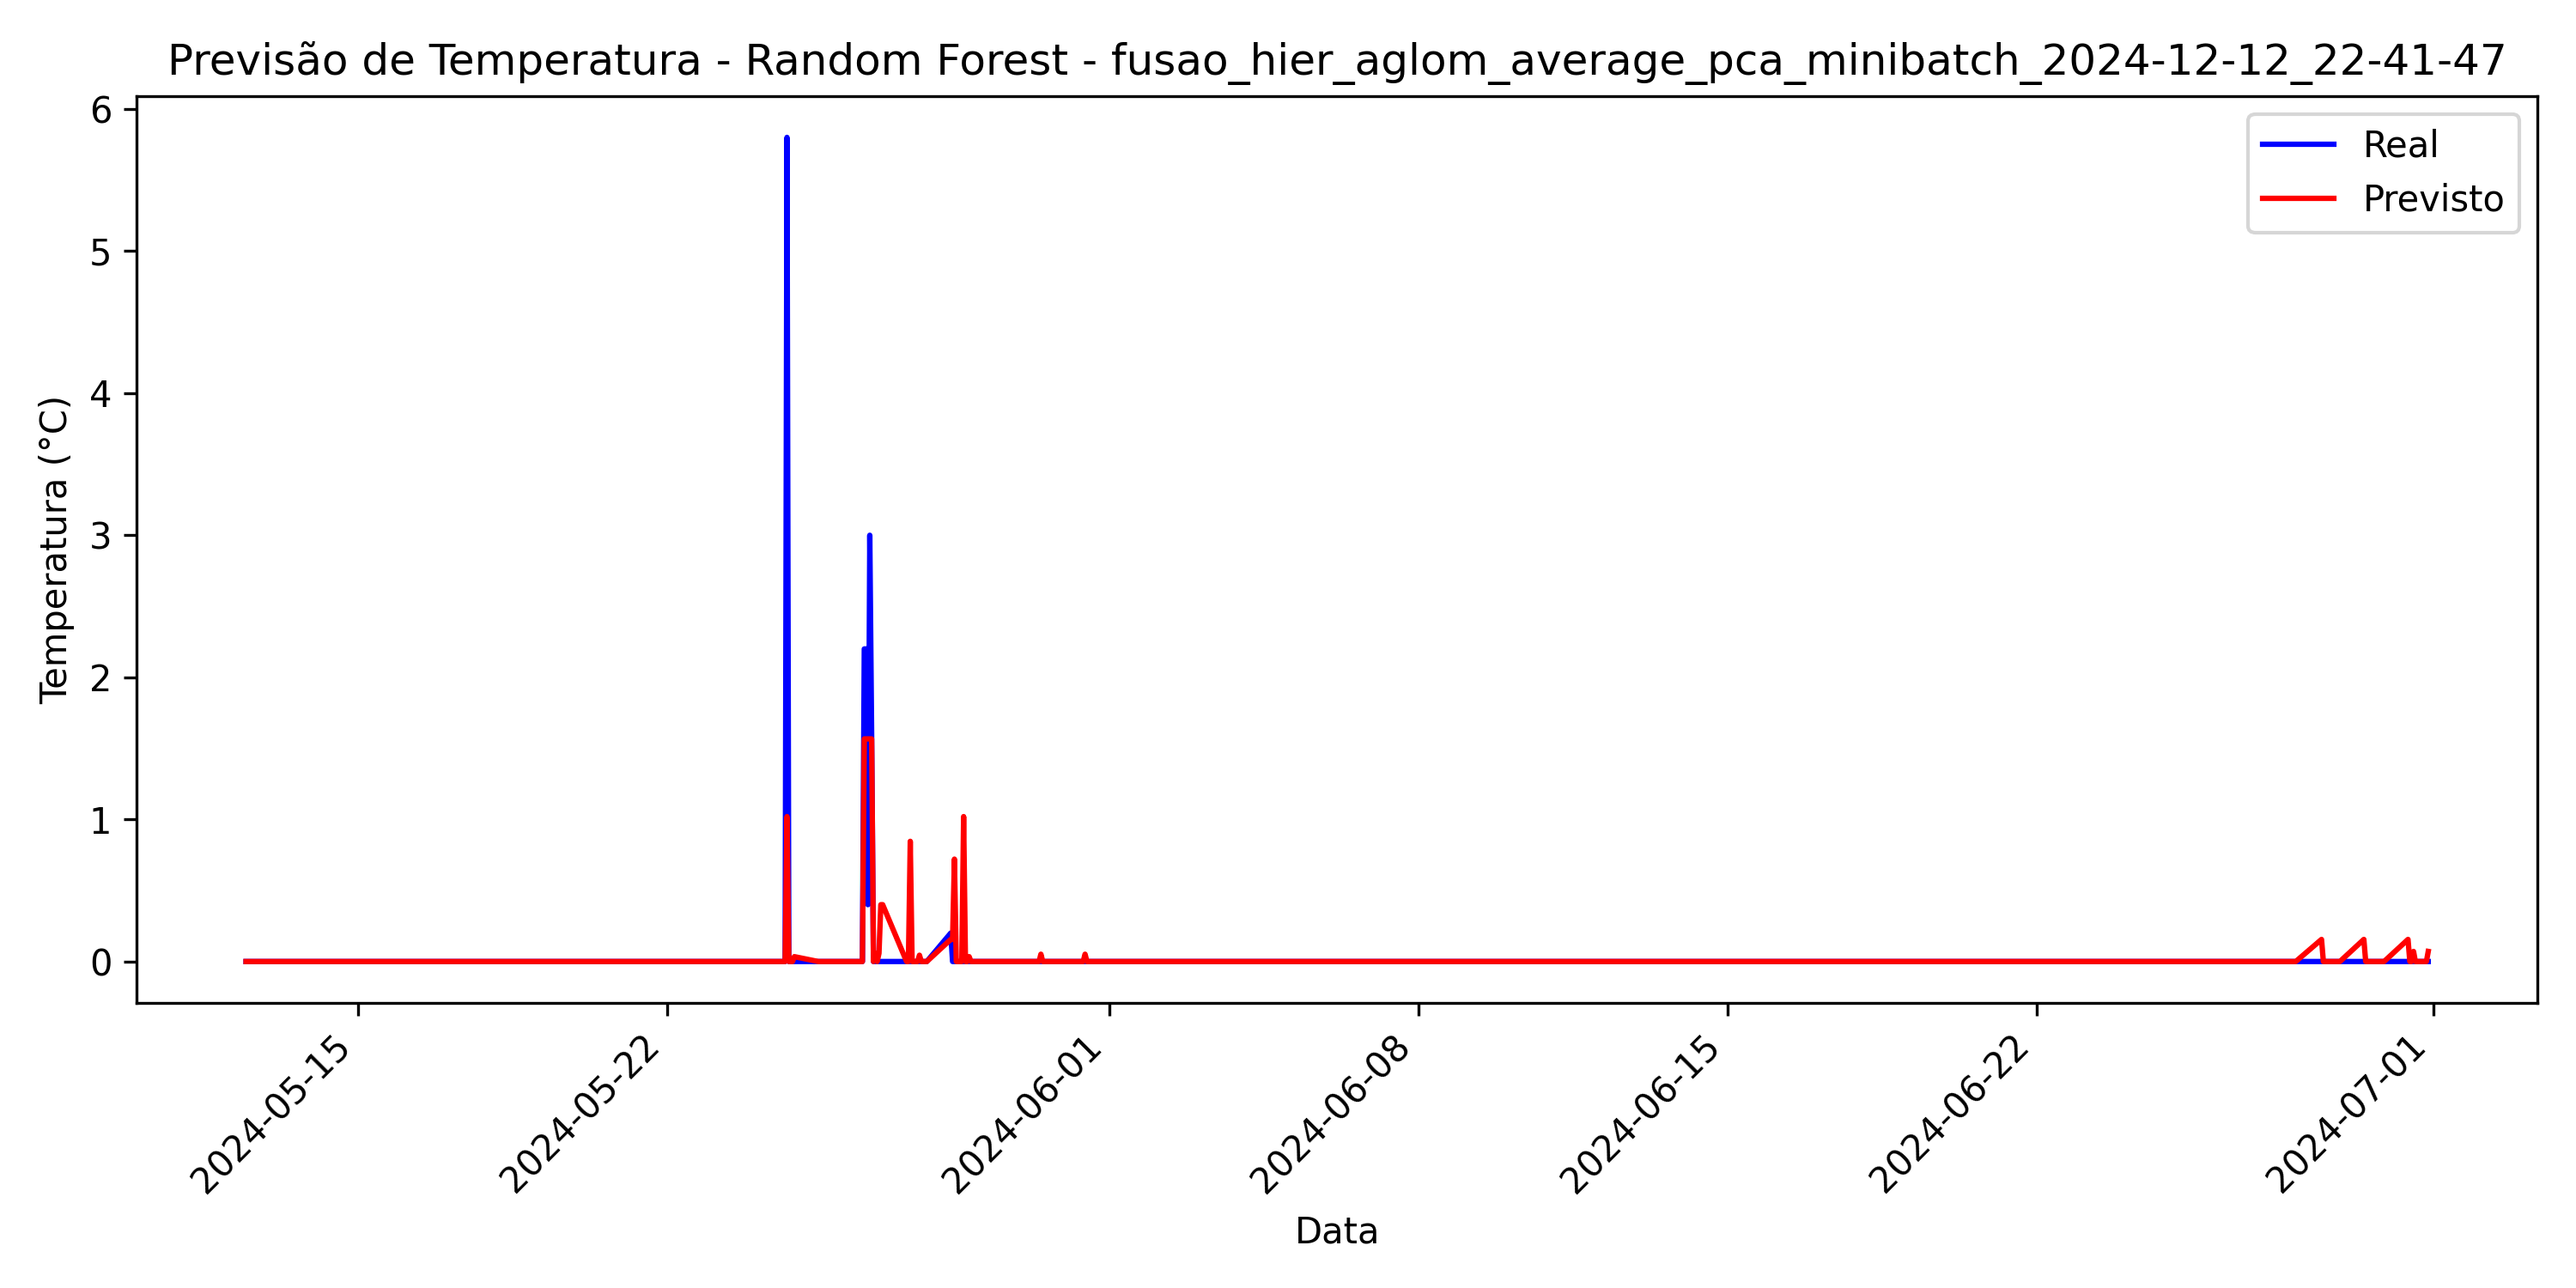 Previsão de Temperatura - Random Forest - fusao_hier_aglom_average_pca_minibatch_2024-12-12_22-41-47
Real
Previsto
Temperatura (°C)
6
5
4
3
2
1
0
2024-05-15
2024-05-22
2024-06-01
2024-06-08
2024-06-15
2024-06-22
2024-07-01
Data